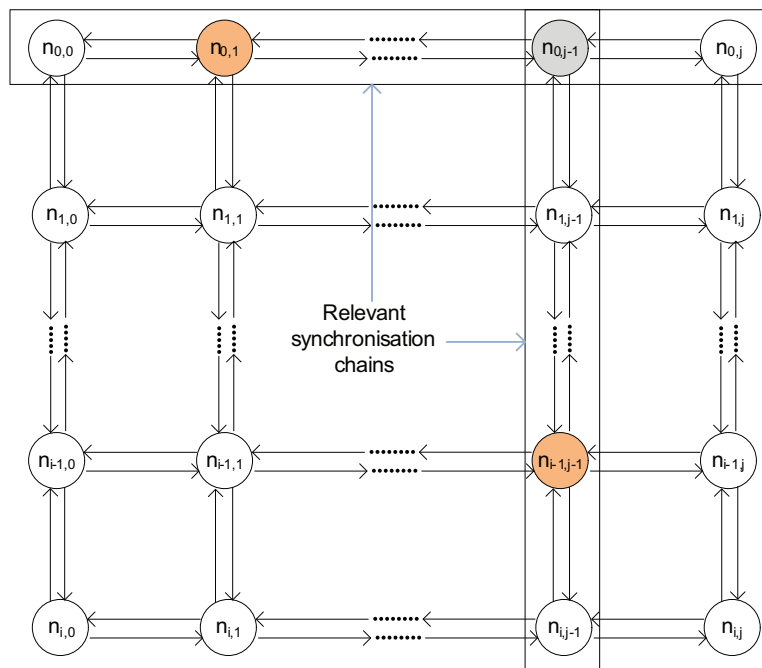 n0,0 n0,1 n0,j-1 n0,j
n1,0 n1,1 n1,j-1 n1,j
Relevant
synchronisation
chains
ni-1,0 ni-1,1 ni-1,j-1 ni-1,j
ni,0 ni,1 ni,j-1 ni,j